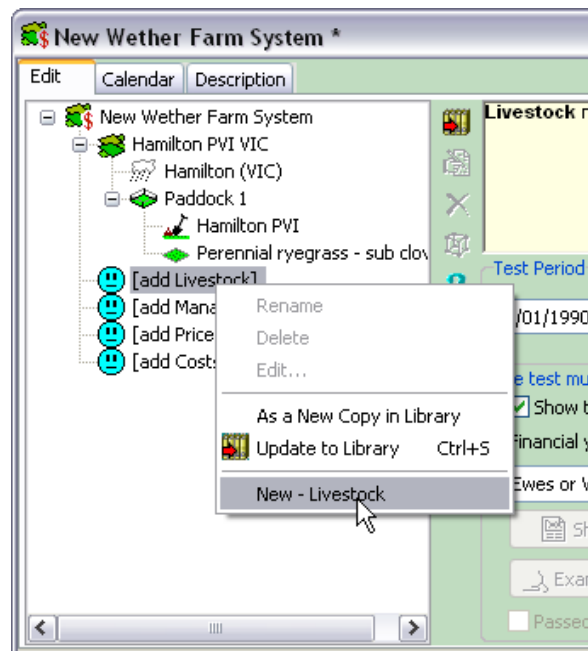 New Wether Farm System *
Edit Calendar Description
New Wether Farm System
Hamilton PVI VIC
Hamilton (VIC)
Paddock 1
Hamilton PVI
Perennial ryegrass - sub clov
[add Livestock]
[add Mana
[add Price
[add Costs
Rename
Delete
Edit...
As a New Copy in Library
Update to Library Ctrl+S
New - Livestock
Livestock
Test Period
/01/1990
e test mu
Show t
Financial y
Ewes or
Sh
Exa
Passed